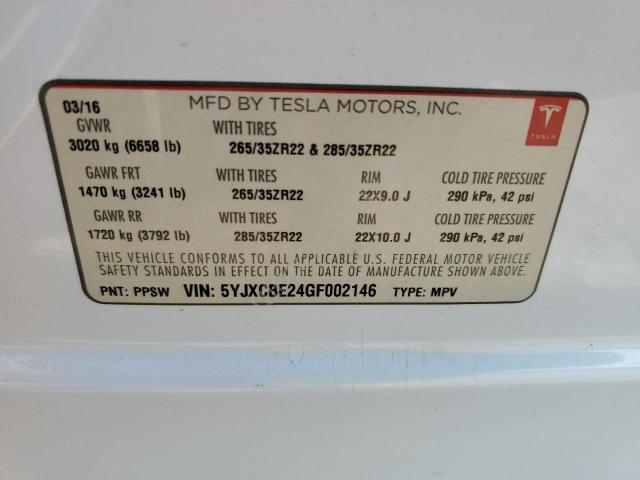 03/16 MFD BY TESLA MOTORS, INC.
GVWR WITH TIRES
3020 kg (6658 lb) 265/35ZR22 & 285/35ZR22
GAWR FRT WITH TIRES RIM COLD TIRE PRESSURE
1470 kg (3241 lb) 265/35ZR22 22X9.0 J 290 kPa, 42 psi
GAWR RR WITH TIRES RIM COLD TIRE PRESSURE
1720 kg (3792 lb) 285/35ZR22 22X10.0 J 290 kPa, 42 psi
THIS VEHICLE CONFORMS TO ALL APPLICABLE U.S. FEDERAL MOTOR VEHICLE
SAFETY STANDARDS IN EFFECT ON THE DATE OF MANUFACTURE SHOWN ABOVE.
PNT: PPSW VIN: 5YJXCBE24GF002146 TYPE: MPV
TESLA